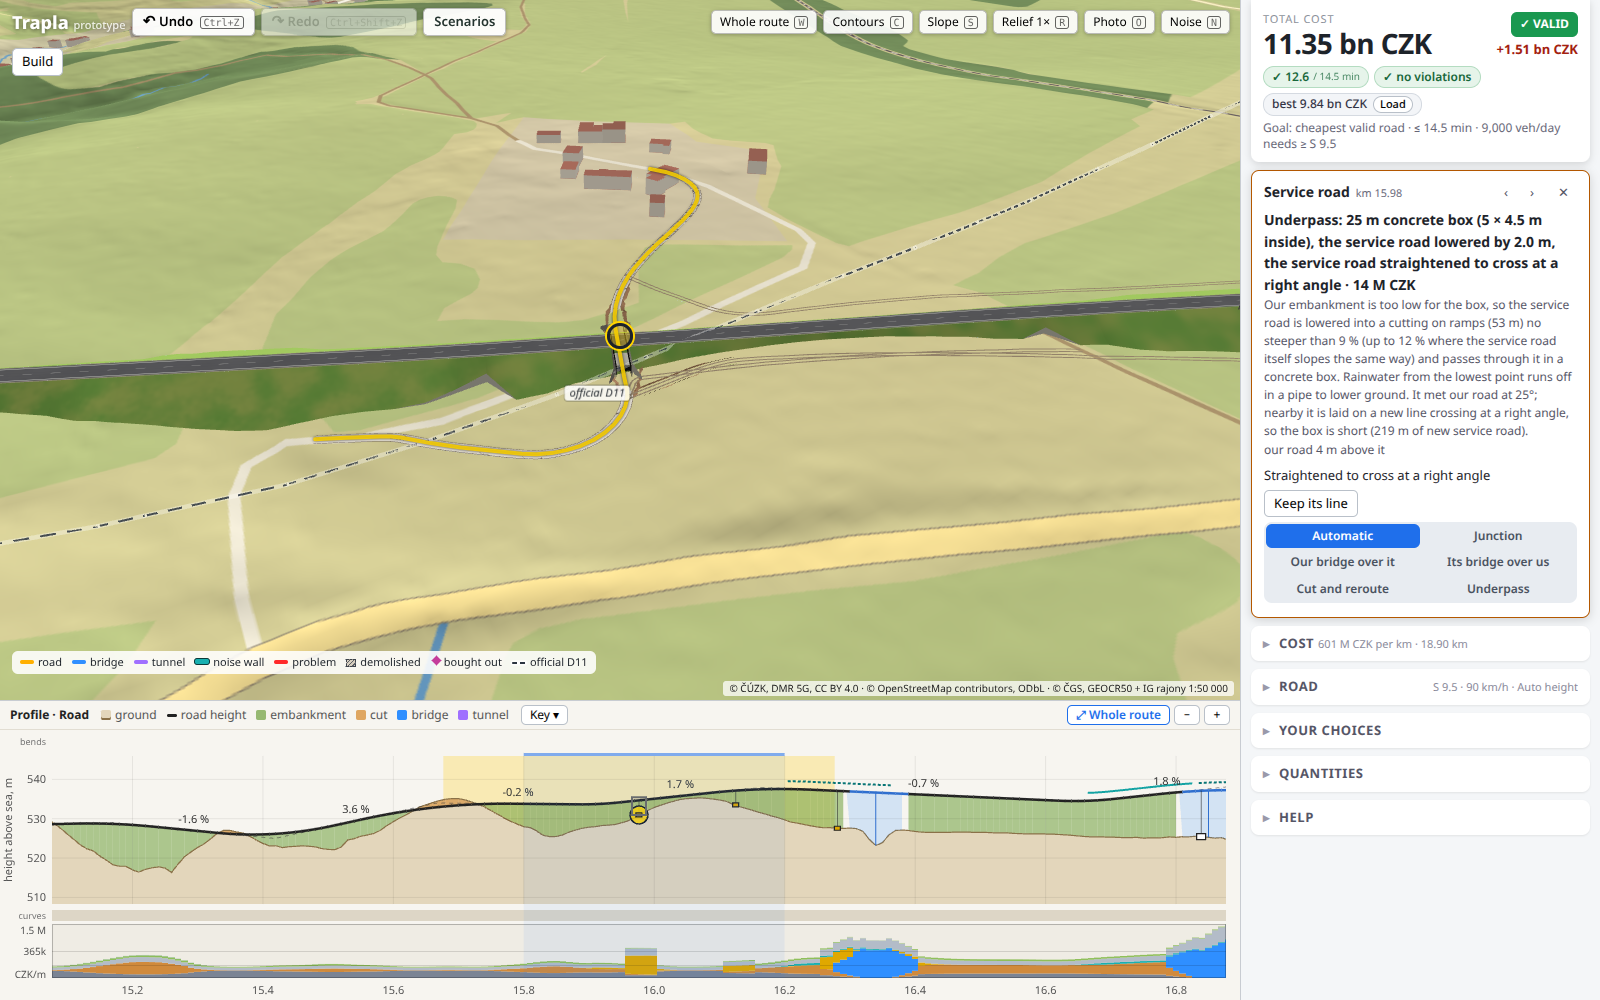 Trapla prototype
↶ Undo Ctrl+Z
↷ Redo Ctrl+Shift+Z
Scenarios
Whole route W
Contours C
Slope S
Relief 1× R
Photo O
Noise N
Build
official D11
road
bridge
tunnel
noise wall
problem
demolished
bought out
official D11
© ČÚZK, DMR 5G, CC BY 4.0 · © OpenStreetMap contributors, ODbL · © ČGS, GEOCR50 + IG rajony 1:50 000
TOTAL COST
11.35 bn CZK
✓ VALID
+1.51 bn CZK
✓ 12.6 / 14.5 min
✓ no violations
best 9.84 bn CZK Load
Goal: cheapest valid road · ≤ 14.5 min · 9,000 veh/day
needs ≥ S 9.5
Service road km 15.98
‹ › ✕
Underpass: 25 m concrete box (5 × 4.5 m
inside), the service road lowered by 2.0 m,
the service road straightened to cross at a
right angle · 14 M CZK
Our embankment is too low for the box, so the service
road is lowered into a cutting on ramps (53 m) no
steeper than 9 % (up to 12 % where the service road
itself slopes the same way) and passes through it in a
concrete box. Rainwater from the lowest point runs off
in a pipe to lower ground. It met our road at 25°;
nearby it is laid on a new line crossing at a right angle,
so the box is short (219 m of new service road).
our road 4 m above it
Straightened to cross at a right angle
Keep its line
Automatic
Junction
Our bridge over it
Its bridge over us
Cut and reroute
Underpass
▶ COST 601 M CZK per km · 18.90 km
▶ ROAD S 9.5 · 90 km/h · Auto height
▶ YOUR CHOICES
▶ QUANTITIES
▶ HELP
Profile · Road
ground
road height
embankment
cut
bridge
tunnel
Key ▾
⤢ Whole route
−
+
bends
height above sea, m
540
530
520
510
-1.6 %
3.6 %
-0.2 %
1.7 %
-0.7 %
1.8 %
curves
1.5 M
365k
CZK/m
15.2
15.4
15.6
15.8
16.0
16.2
16.4
16.6
16.8